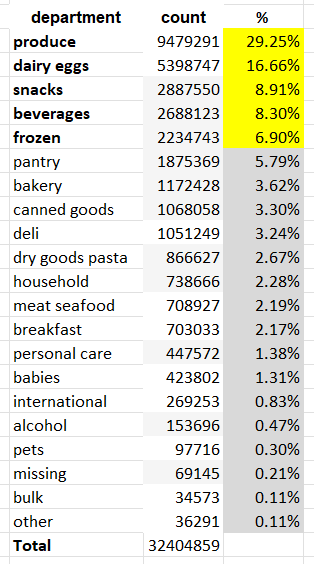 department count %
produce 9479291 29.25%
dairy eggs 5398747 16.66%
snacks 2887550 8.91%
beverages 2688123 8.30%
frozen 2234743 6.90%
pantry 1875369 5.79%
bakery 1172428 3.62%
canned goods 1068058 3.30%
deli 1051249 3.24%
dry goods pasta 866627 2.67%
household 738666 2.28%
meat seafood 708927 2.19%
breakfast 703033 2.17%
personal care 447572 1.38%
babies 423802 1.31%
international 269253 0.83%
alcohol 153696 0.47%
pets 97716 0.30%
missing 69145 0.21%
bulk 34573 0.11%
other 36291 0.11%
Total 32404859